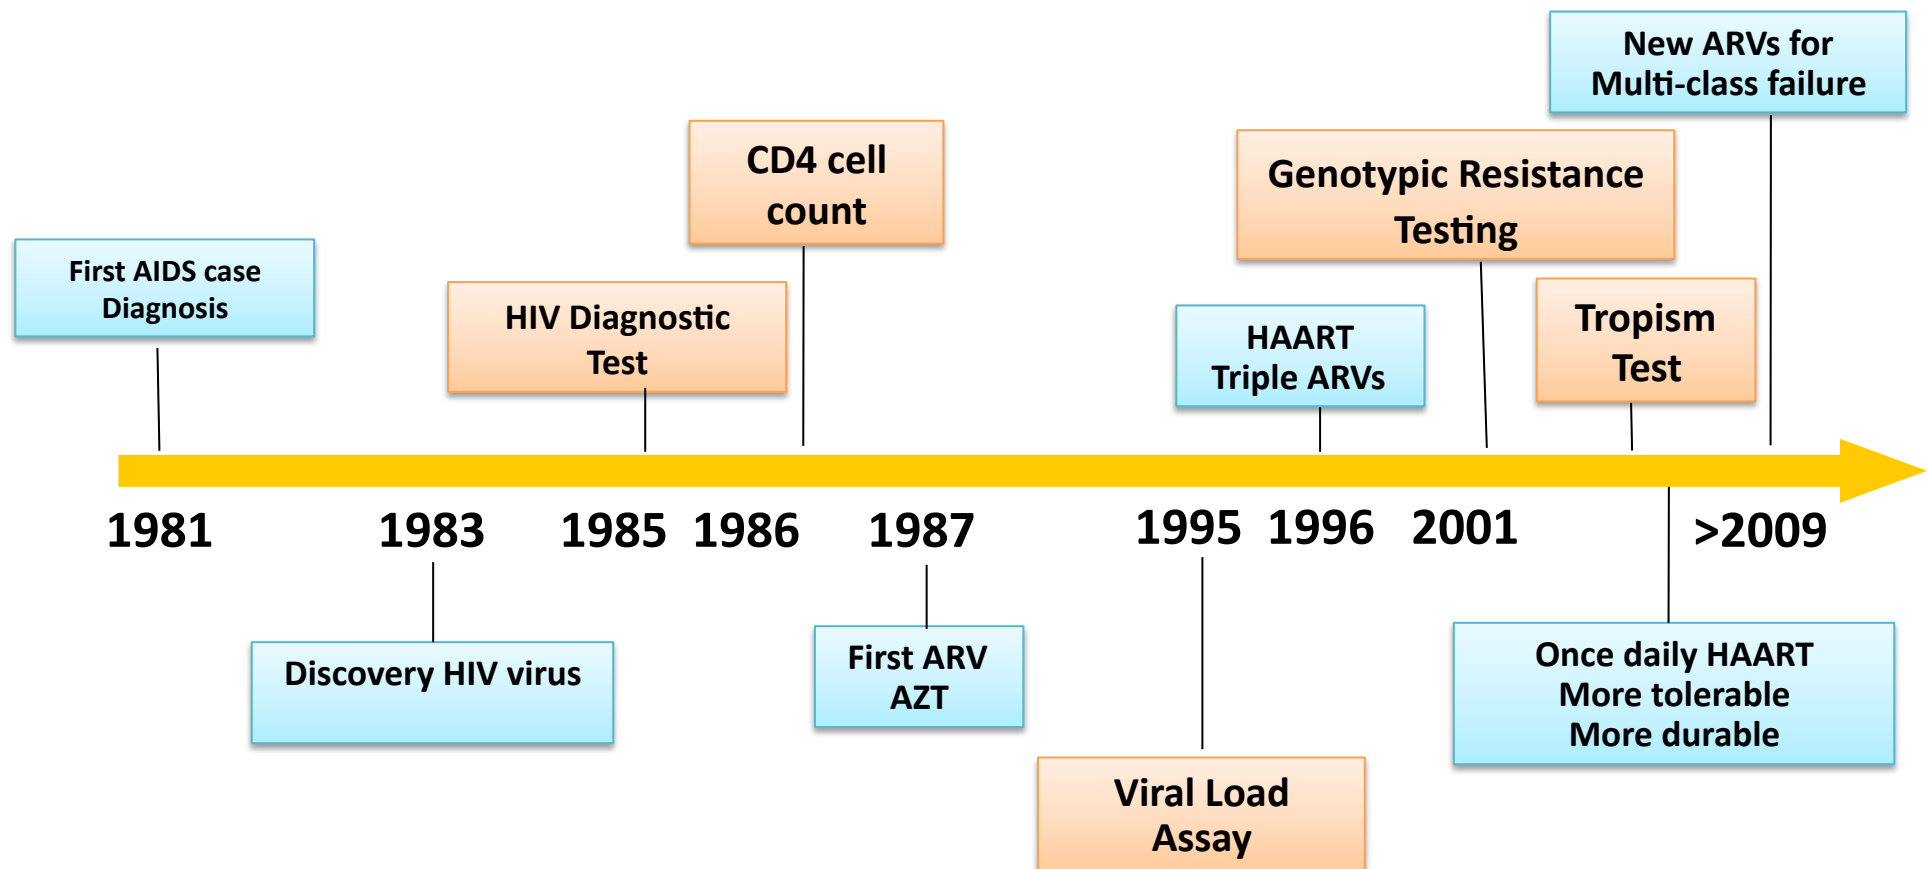 New ARVs for
Multi-class failure
CD4 cell
count
Genotypic Resistance
Testing
First AIDS case
Diagnosis
HIV Diagnostic
Test
HAART
Triple ARVs
Tropism
Test
1981
1983
1985
1986
1987
1995
1996
2001
>2009
Discovery HIV virus
First ARV
AZT
Once daily HAART
More tolerable
More durable
Viral Load
Assay